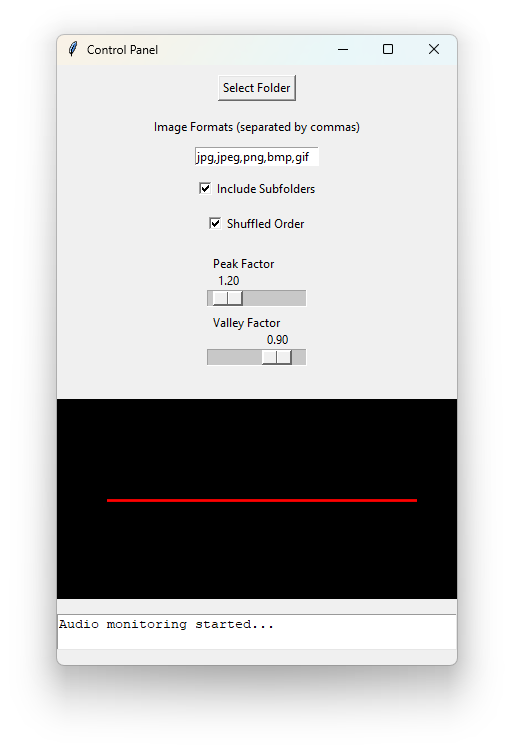 Control Panel
Select Folder
Image Formats (separated by commas)
jpg,jpeg,png,bmp,gif
Include Subfolders
Shuffled Order
Peak Factor
1.20
Valley Factor
0.90
Audio monitoring started...